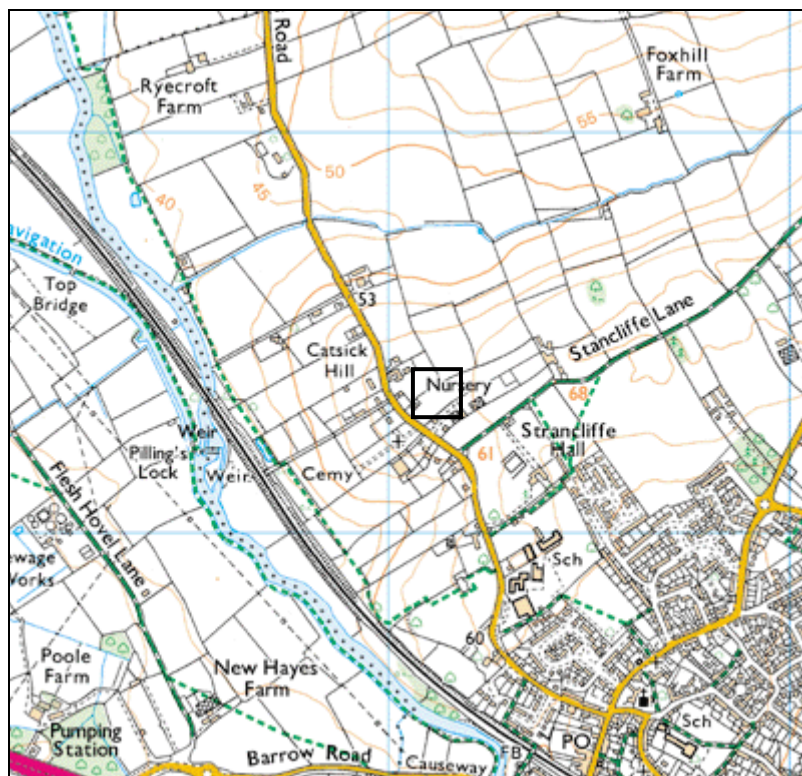 Road
Foxhill
Farm
Ryecroft
Farm
55
50
45
40
avigation
Top
Bridge
53
Stancliffe Lane
Catsick
Hill
Nursery
68
Strancliffe
Hall
61
Weir
Pilling's
Lock
Weir
Cemy
Flesh Hovel Lane
ewage
Works
Sch
60
Poole
Farm
New Hayes
Farm
Pumping
Station
Barrow Road
Causeway
FB
PO
Sch